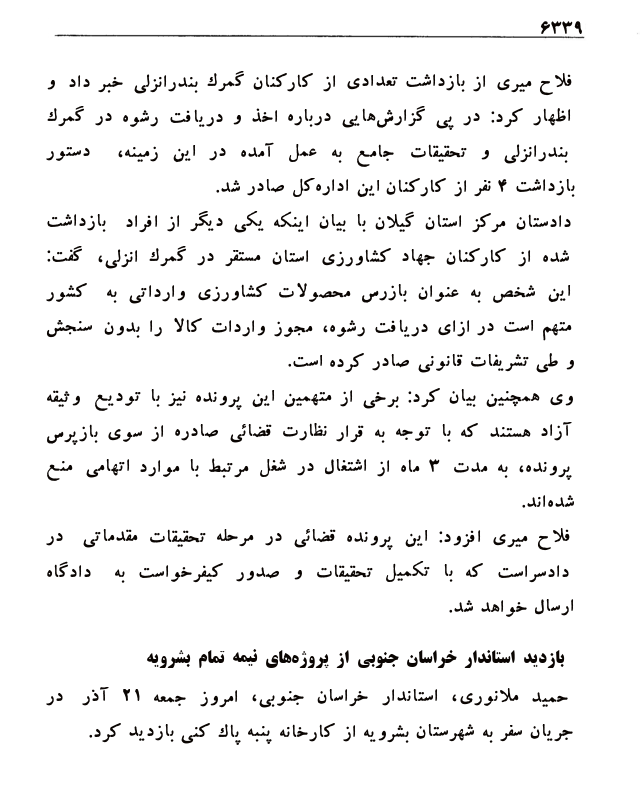 ۶۳۳۹
فلاح میری از بازداشت تعدادی از کارکنان گمرك بندرانزلی خبر داد و
اظهار کرد: در پی گزارش‌هایی درباره اخذ و دریافت رشوه در گمرك
بندرانزلی و تحقیقات جامع به عمل آمده در این زمینه، دستور
بازداشت ۴ نفر از کارکنان این اداره‌کل صادر شد.
دادستان مرکز استان گیلان با بیان اینکه یکی دیگر از افراد بازداشت
شده از کارکنان جهاد کشاورزی استان مستقر در گمرك انزلی، گفت:
این شخص به عنوان بازرس محصولات کشاورزی وارداتی به کشور
متهم است در ازای دریافت رشوه، مجوز واردات کالا را بدون سنجش
و طی تشریفات قانونی صادر کرده است.
وی همچنین بیان کرد: برخی از متهمین این پرونده نیز با تودیع وثیقه
آزاد هستند که با توجه به قرار نظارت قضائی صادره از سوی بازپرس
پرونده، به مدت ۳ ماه از اشتغال در شغل مرتبط با موارد اتهامی منع
شده‌اند.
فلاح میری افزود: این پرونده قضائی در مرحله تحقیقات مقدماتی در
دادسراست که با تکمیل تحقیقات و صدور کیفرخواست به دادگاه
ارسال خواهد شد.
بازدید استاندار خراسان جنوبی از پروژه‌های نیمه تمام بشرویه
حمید ملانوری، استاندار خراسان جنوبی، امروز جمعه ۲۱ آذر در
جریان سفر به شهرستان بشرویه از کارخانه پنبه پاك کنی بازدید کرد.